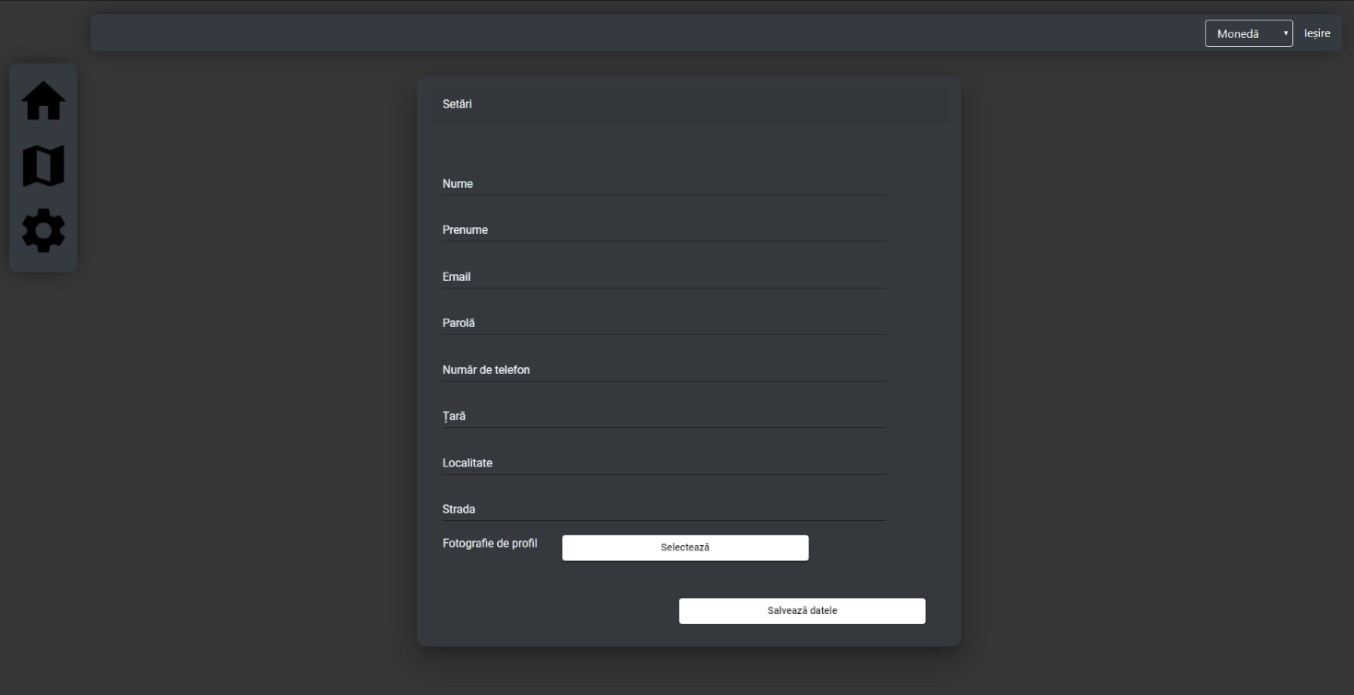 Monedă Ieșire
Setări
Nume
Prenume
Email
Parolă
Număr de telefon
Țară
Localitate
Strada
Fotografie de profil Selectează
Salvează datele